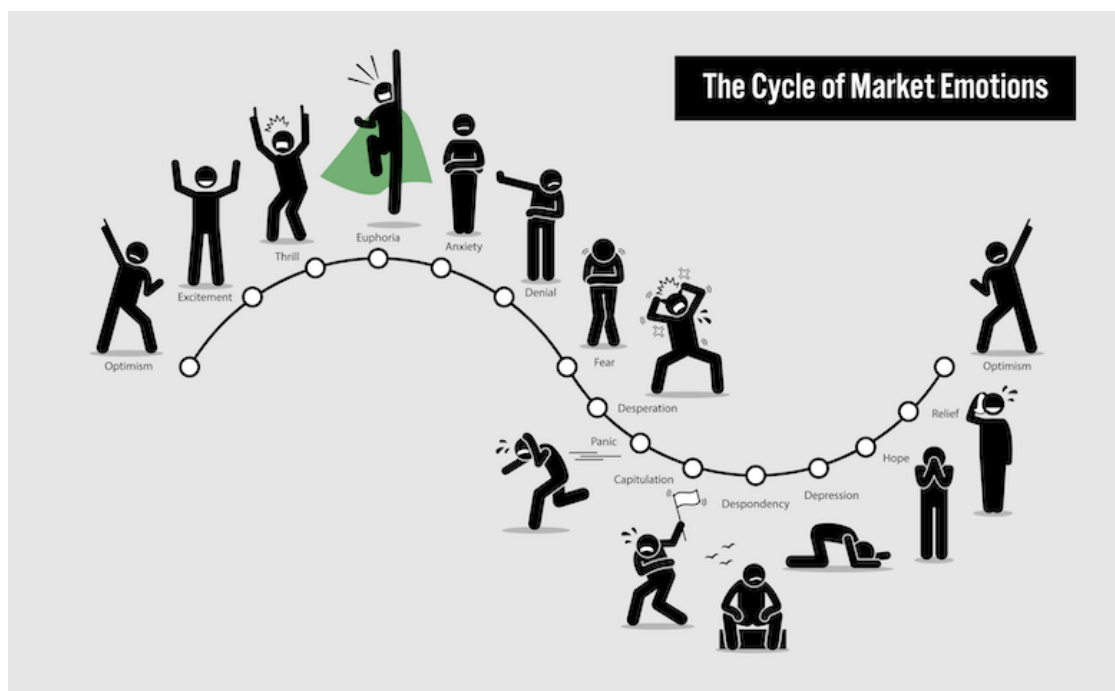 The Cycle of Market Emotions
Optimism
Excitement
Thrill
Euphoria
Anxiety
Denial
Fear
Desperation
Panic
Capitulation
Despondency
Depression
Hope
Relief
Optimism